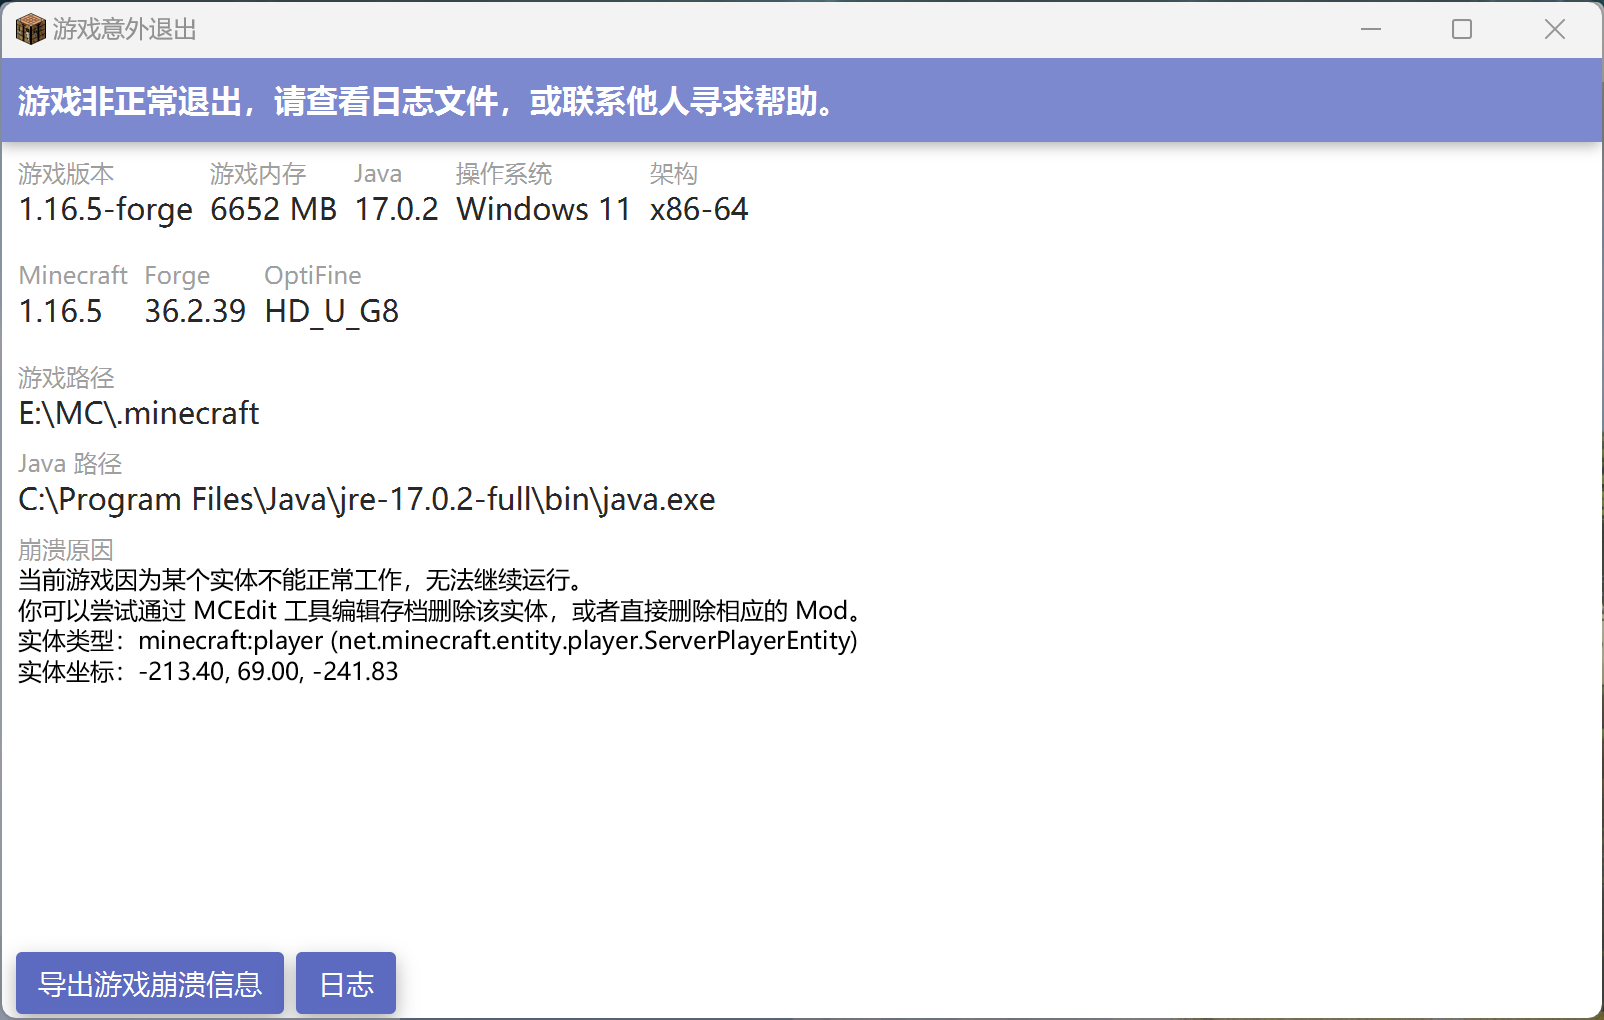 游戏意外退出
游戏非正常退出，请查看日志文件，或联系他人寻求帮助。
游戏版本 游戏内存 Java 操作系统 架构
1.16.5-forge 6652 MB 17.0.2 Windows 11 x86-64
Minecraft Forge OptiFine
1.16.5 36.2.39 HD_U_G8
游戏路径
E:\MC\.minecraft
Java 路径
C:\Program Files\Java\jre-17.0.2-full\bin\java.exe
崩溃原因
当前游戏因为某个实体不能正常工作，无法继续运行。
你可以尝试通过 MCEdit 工具编辑存档删除该实体，或者直接删除相应的 Mod。
实体类型：minecraft:player (net.minecraft.entity.player.ServerPlayerEntity)
实体坐标：-213.40, 69.00, -241.83
导出游戏崩溃信息 日志